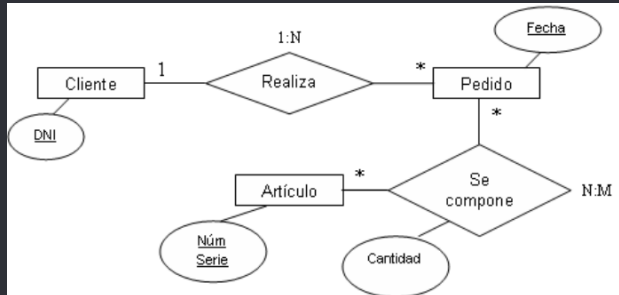 Fecha
1:N
Cliente
1
Realiza
*
Pedido
*
DNI
Artículo
*
Se
compone
N:M
Núm
Serie
Cantidad